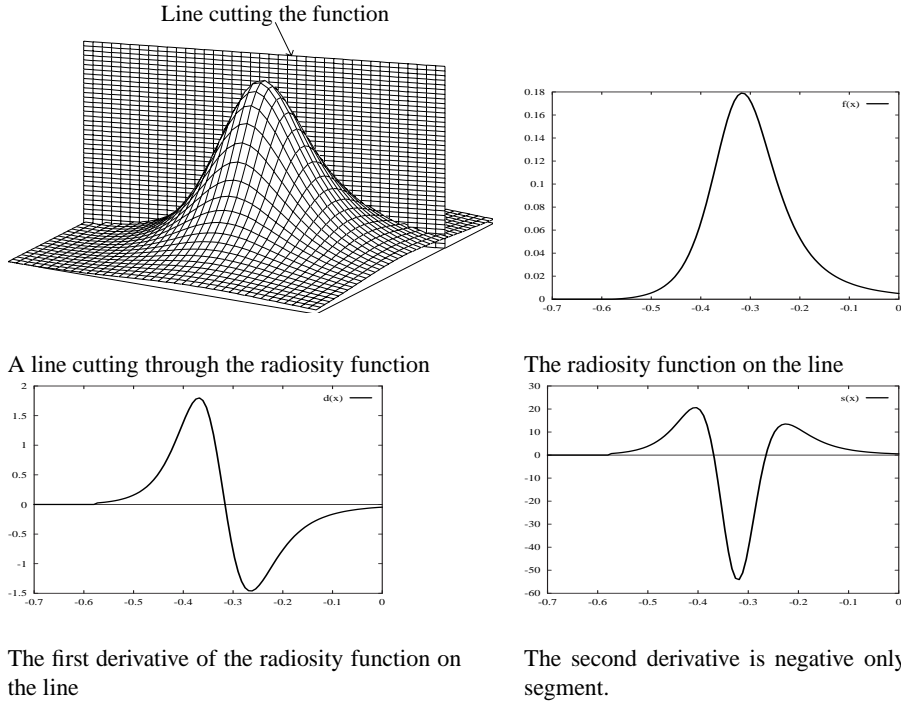 Line cutting the function
0.18
0.16
0.14
0.12
0.1
0.08
0.06
0.04
0.02
0
f(x)
-0.7 -0.6 -0.5 -0.4 -0.3 -0.2 -0.1 0
A line cutting through the radiosity function
The radiosity function on the line
2
1.5
1
0.5
0
-0.5
-1
-1.5
d(x)
-0.7 -0.6 -0.5 -0.4 -0.3 -0.2 -0.1 0
30
20
10
0
-10
-20
-30
-40
-50
-60
s(x)
-0.7 -0.6 -0.5 -0.4 -0.3 -0.2 -0.1 0
The first derivative of the radiosity function on
the line
The second derivative is negative only
segment.